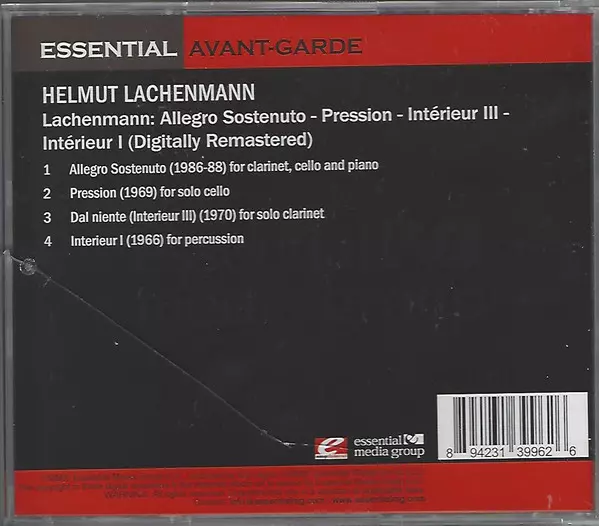 ESSENTIAL AVANT-GARDE
HELMUT LACHENMANN
Lachenmann: Allegro Sostenuto - Pression - Intérieur III -
Intérieur I (Digitally Remastered)
1 Allegro Sostenuto (1986-88) for clarinet, cello and piano
2 Pression (1969) for solo cello
3 Dal niente (Interieur III) (1970) for solo clarinet
4 Interieur I (1966) for percussion
essential
media group
8 94231 39962 6